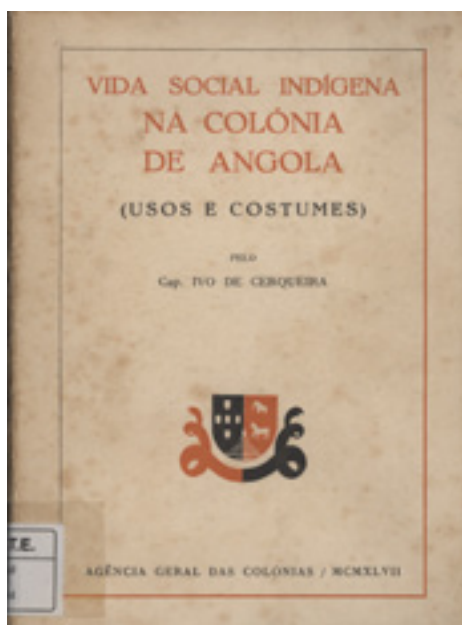 VIDA SOCIAL INDÍGENA
NA COLÓNIA
DE ANGOLA
(USOS E COSTUMES)
PELO
Cap. IVO DE CERQUEIRA
T.E.
AGÊNCIA GERAL DAS COLÓNIAS / MCMXLVII